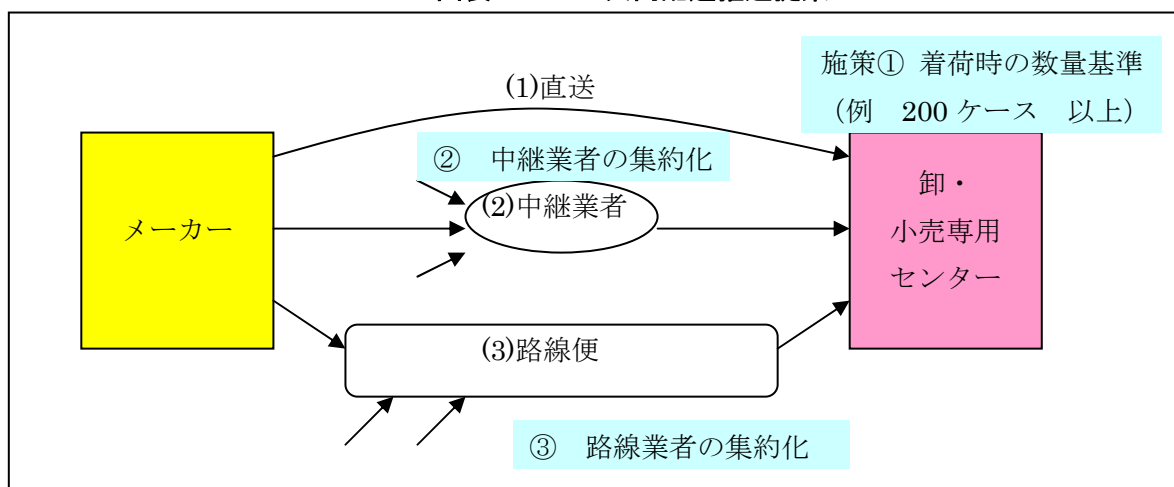 施策① 着荷時の数量基準
（例 200 ケース 以上）
(1)直送
② 中継業者の集約化
(2)中継業者
メーカー
卸・
小売専用
センター
(3)路線便
③ 路線業者の集約化